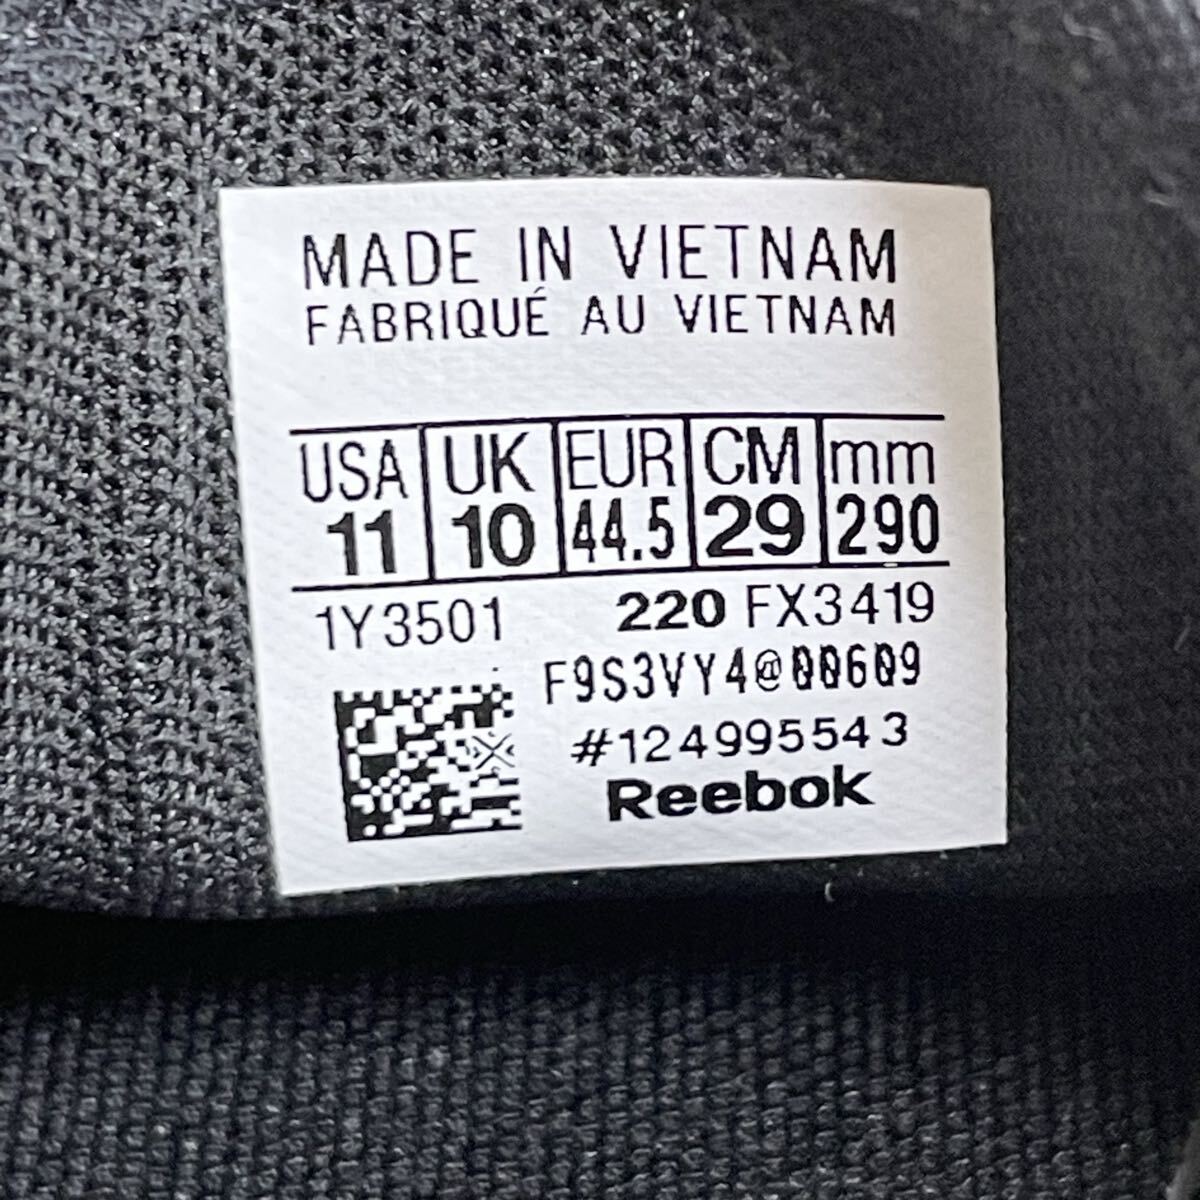 MADE IN VIETNAM
FABRIQUÉ AU VIETNAM
USA UK EUR CM mm
11 10 44.5 29 290
1Y3501 220 FX3419
F9S3VY4@00609
#124995543
Reebok